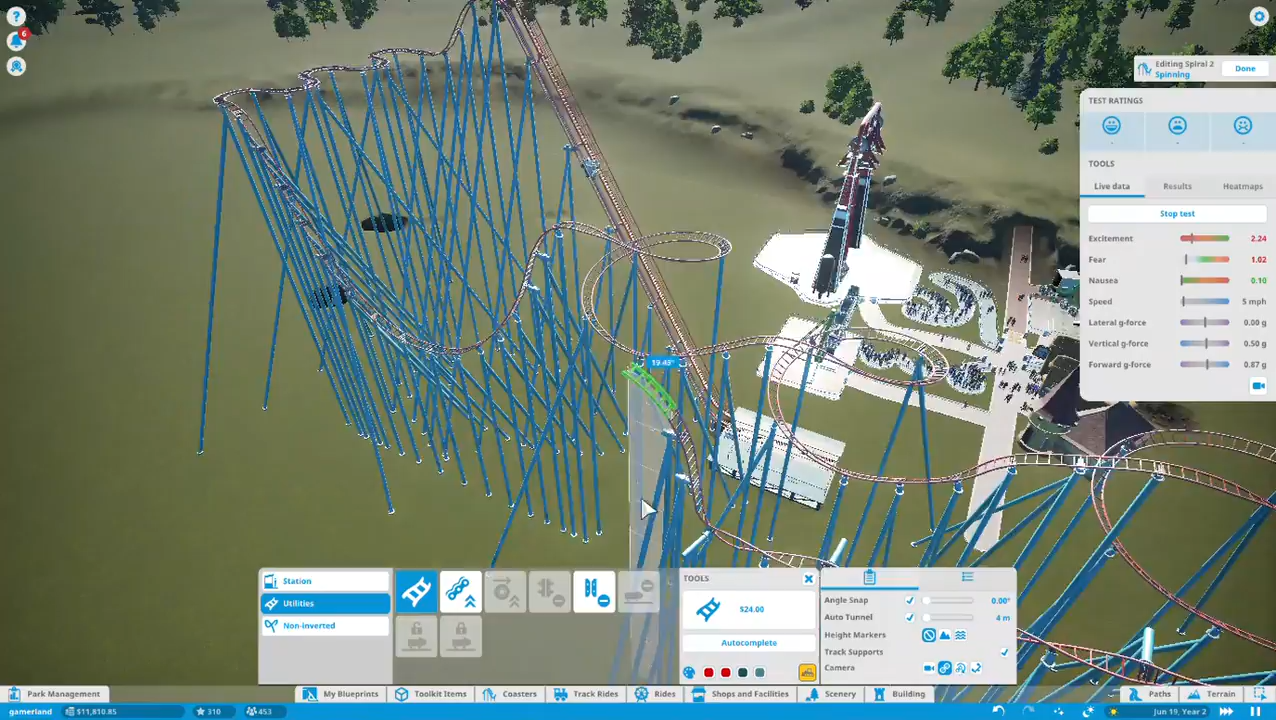 ?
6
Editing Spiral 2
Spinning
Done
TEST RATINGS
-
-
-
TOOLS
Live data
Results
Heatmaps
Stop test
Excitement
2.24
Fear
1.02
Nausea
0.10
Speed
5 mph
Lateral g-force
0.00 g
Vertical g-force
0.50 g
Forward g-force
0.87 g
19.43°
Station
Utilities
Non-inverted
TOOLS
$24.00
Autocomplete
Angle Snap
0.00°
Auto Tunnel
4 m
Height Markers
Track Supports
Camera
Park Management
My Blueprints
Toolkit Items
Coasters
Track Rides
Rides
Shops and Facilities
Scenery
Building
Paths
Terrain
gamerland
$11,810.85
310
453
Jun 19, Year 2